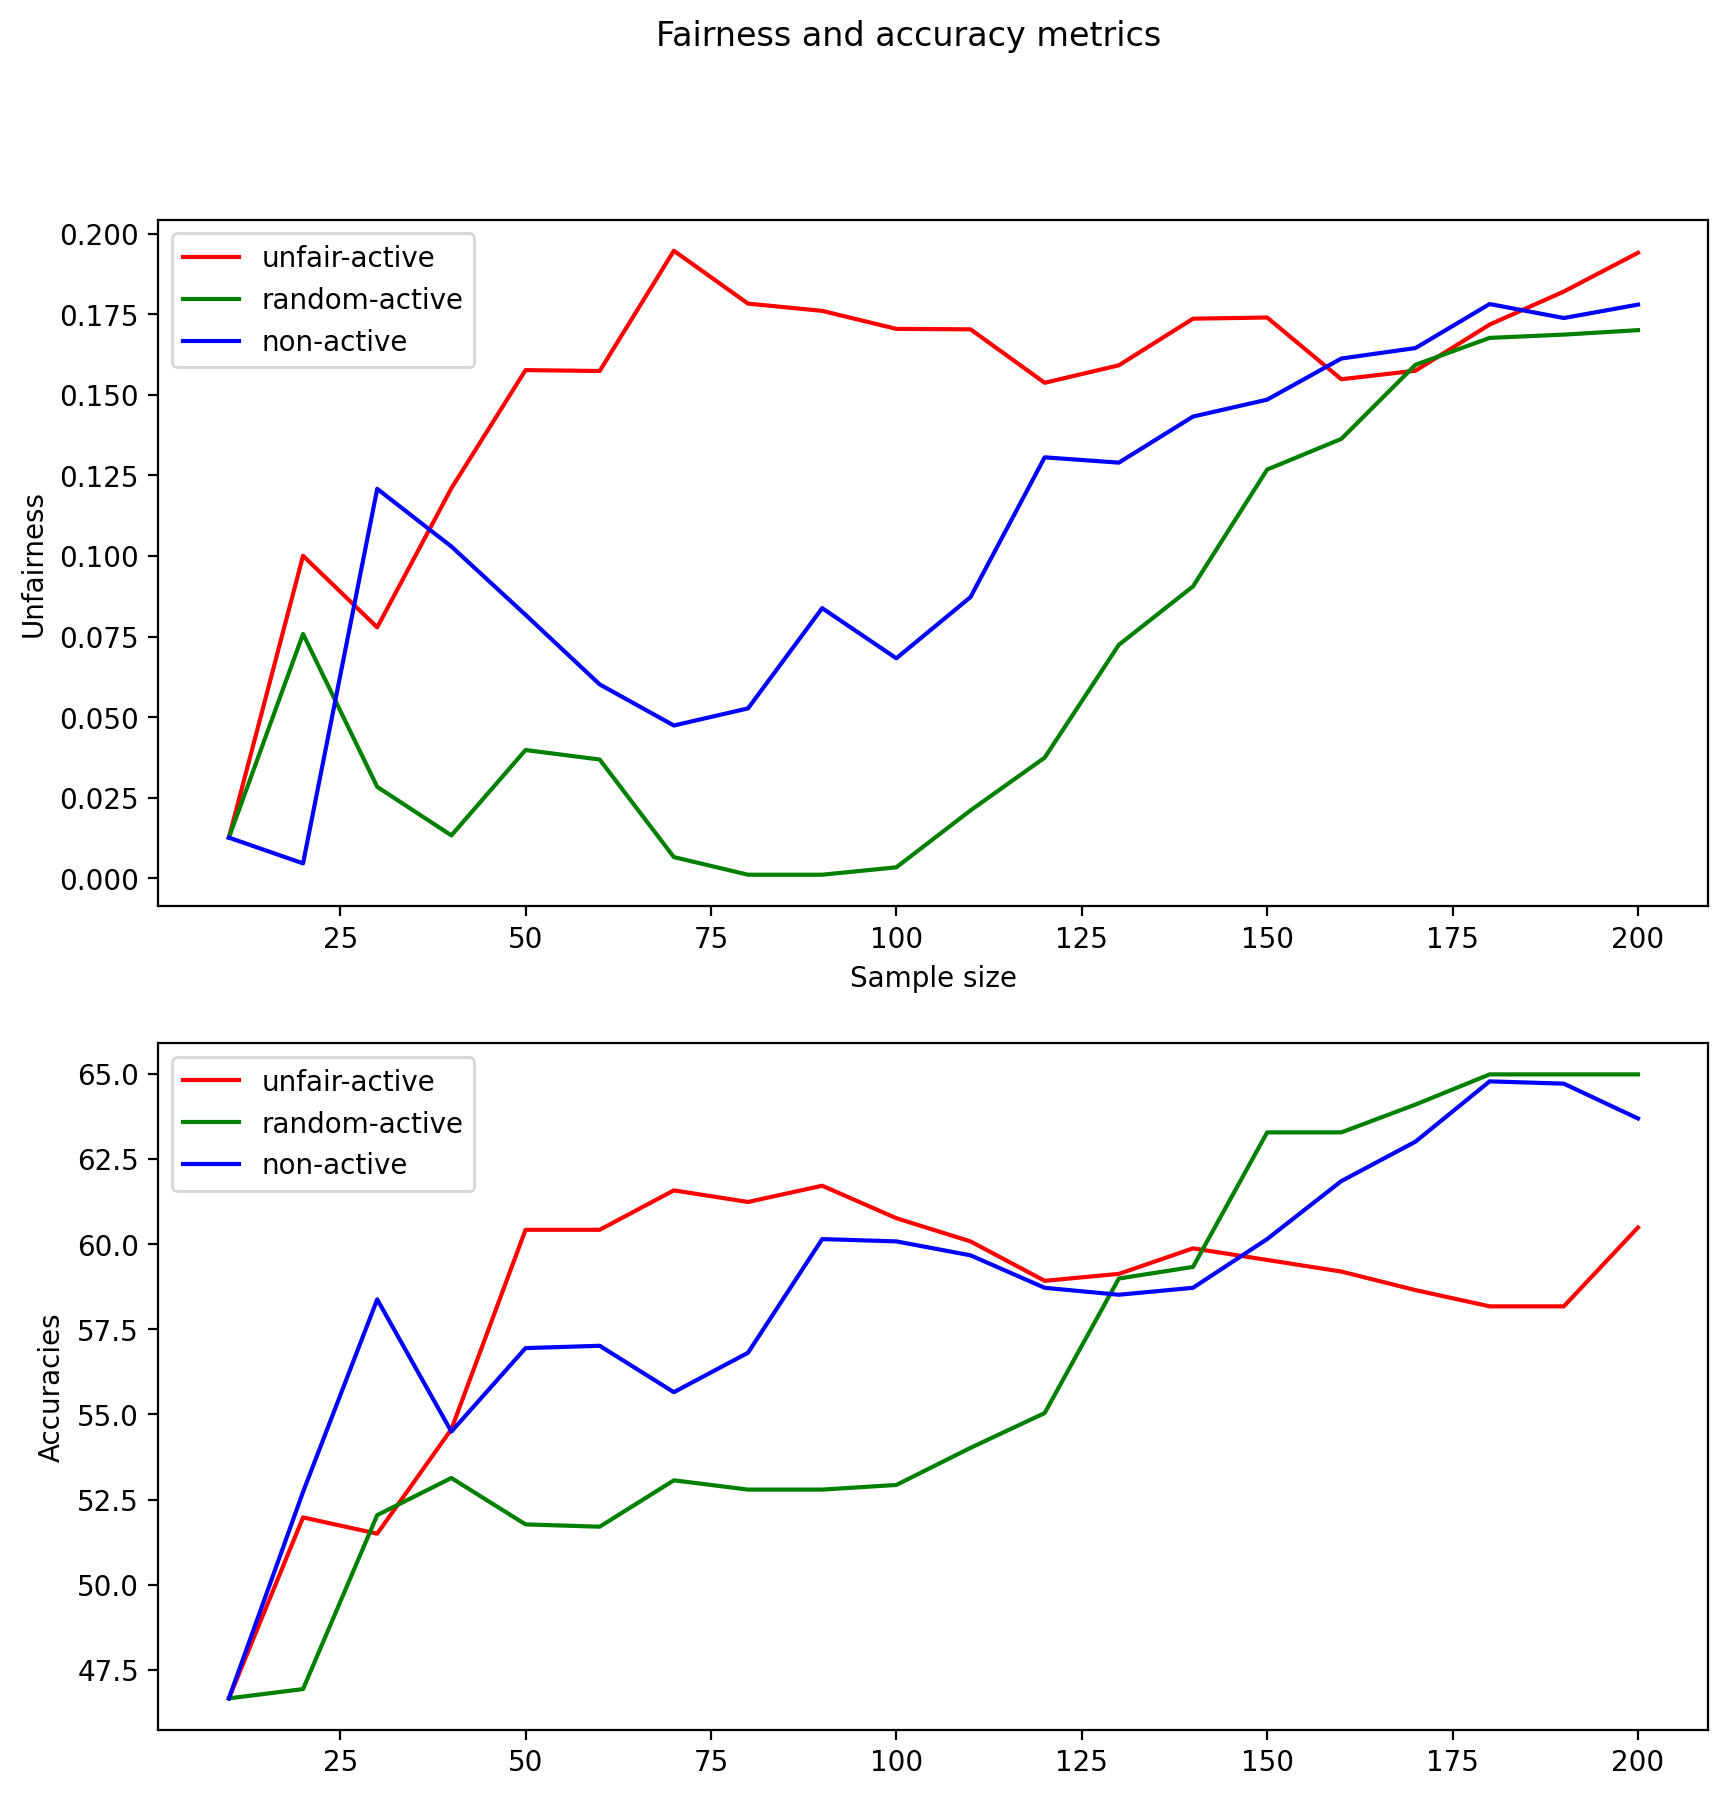 Fairness and accuracy metrics
0.200
0.175
0.150
0.125
0.100
0.075
0.050
0.025
0.000
Unfairness
unfair-active
random-active
non-active
25 50 75 100 125 150 175 200
Sample size
65.0
62.5
60.0
57.5
55.0
52.5
50.0
47.5
Accuracies
unfair-active
random-active
non-active
25 50 75 100 125 150 175 200